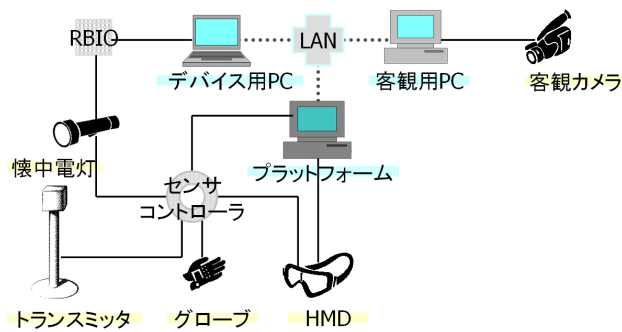 RBIO
LAN
デバイス用PC
客観用PC
客観カメラ
懐中電灯
プラットフォーム
センサ
コントローラ
トランスミッタ
グローブ
HMD